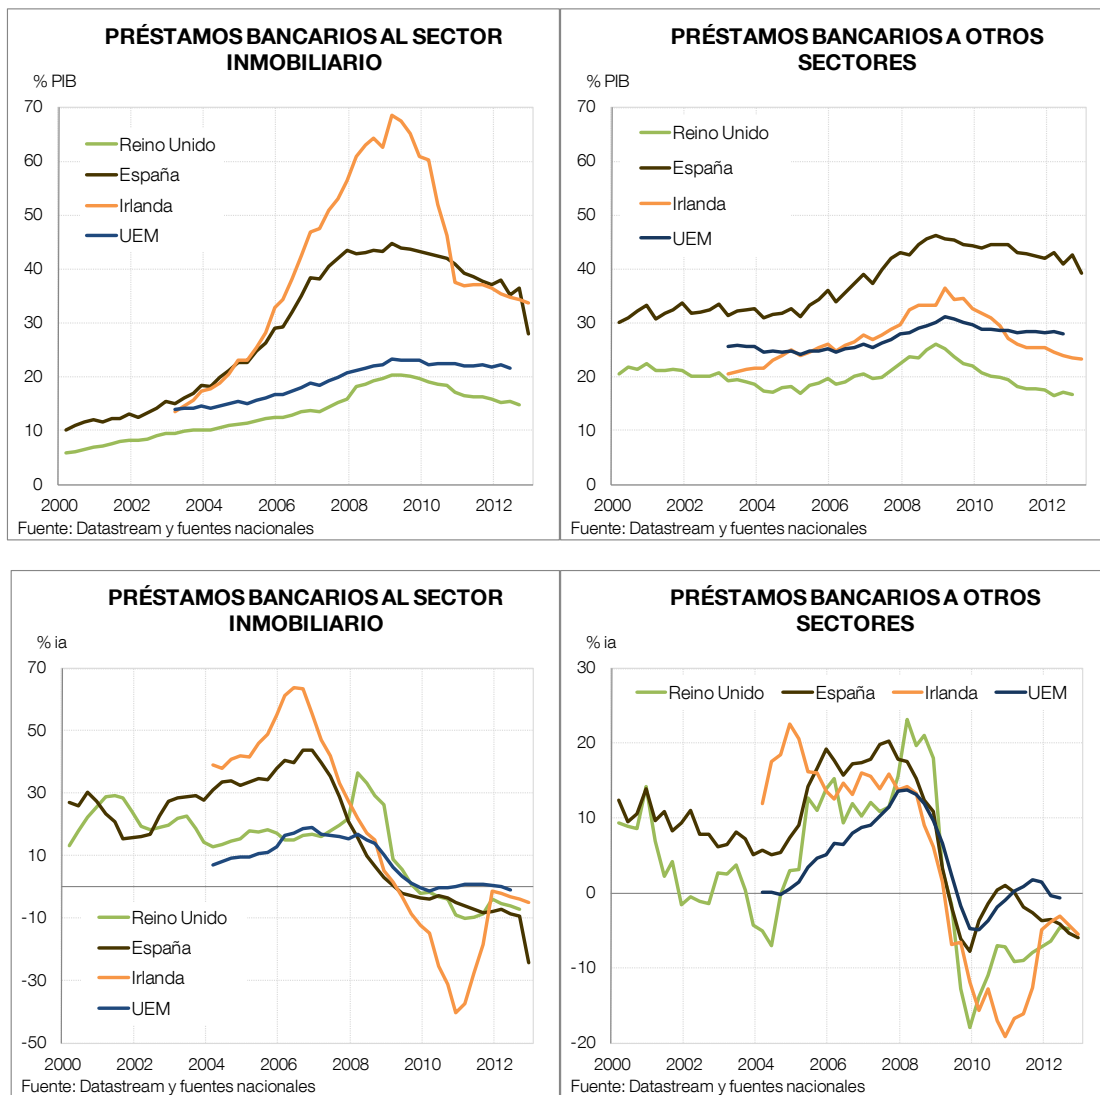 PRÉSTAMOS BANCARIOS AL SECTOR
INMOBILIARIO
% PIB
70
60
50
40
30
20
10
0
Reino Unido
España
Irlanda
UEM
2000 2002 2004 2006 2008 2010 2012
Fuente: Datastream y fuentes nacionales
PRÉSTAMOS BANCARIOS A OTROS
SECTORES
% PIB
70
60
50
40
30
20
10
0
Reino Unido
España
Irlanda
UEM
2000 2002 2004 2006 2008 2010 2012
Fuente: Datastream y fuentes nacionales
PRÉSTAMOS BANCARIOS AL SECTOR
INMOBILIARIO
% ia
70
50
30
10
-10
-30
-50
Reino Unido
España
Irlanda
UEM
2000 2002 2004 2006 2008 2010 2012
Fuente: Datastream y fuentes nacionales
PRÉSTAMOS BANCARIOS A OTROS
SECTORES
% ia
30
20
10
0
-10
-20
Reino Unido España Irlanda UEM
2000 2002 2004 2006 2008 2010 2012
Fuente: Datastream y fuentes nacionales